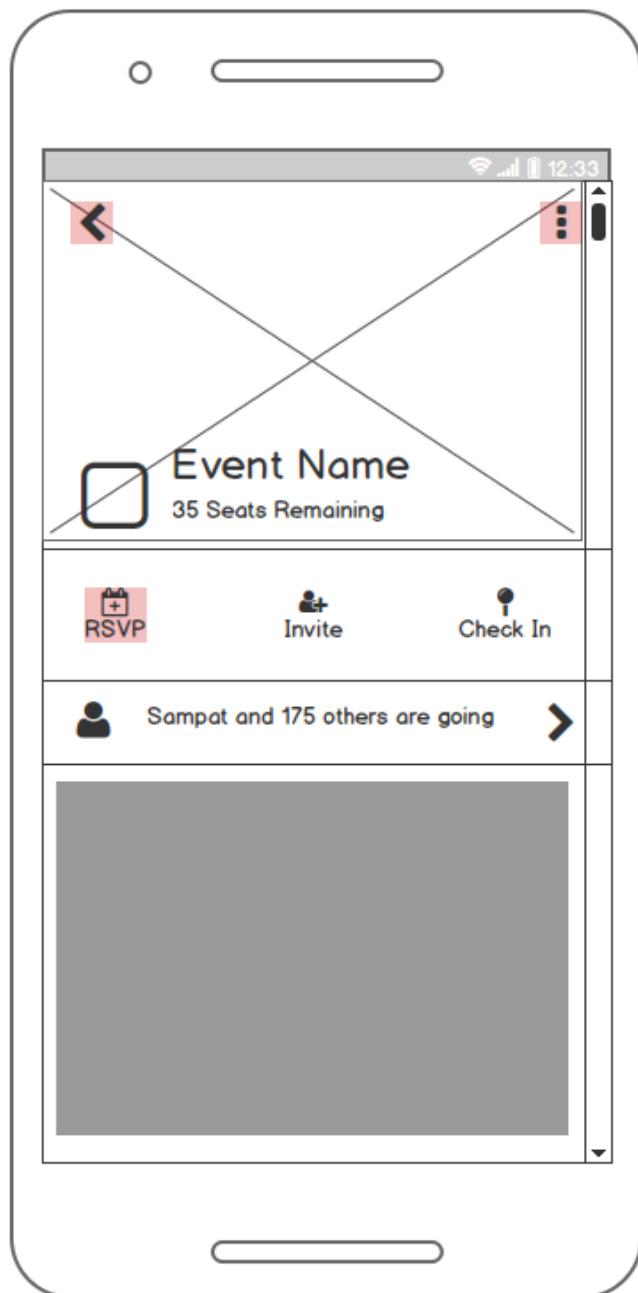 12:33
Event Name
35 Seats Remaining
RSVP
Invite
Check In
Sampat and 175 others are going